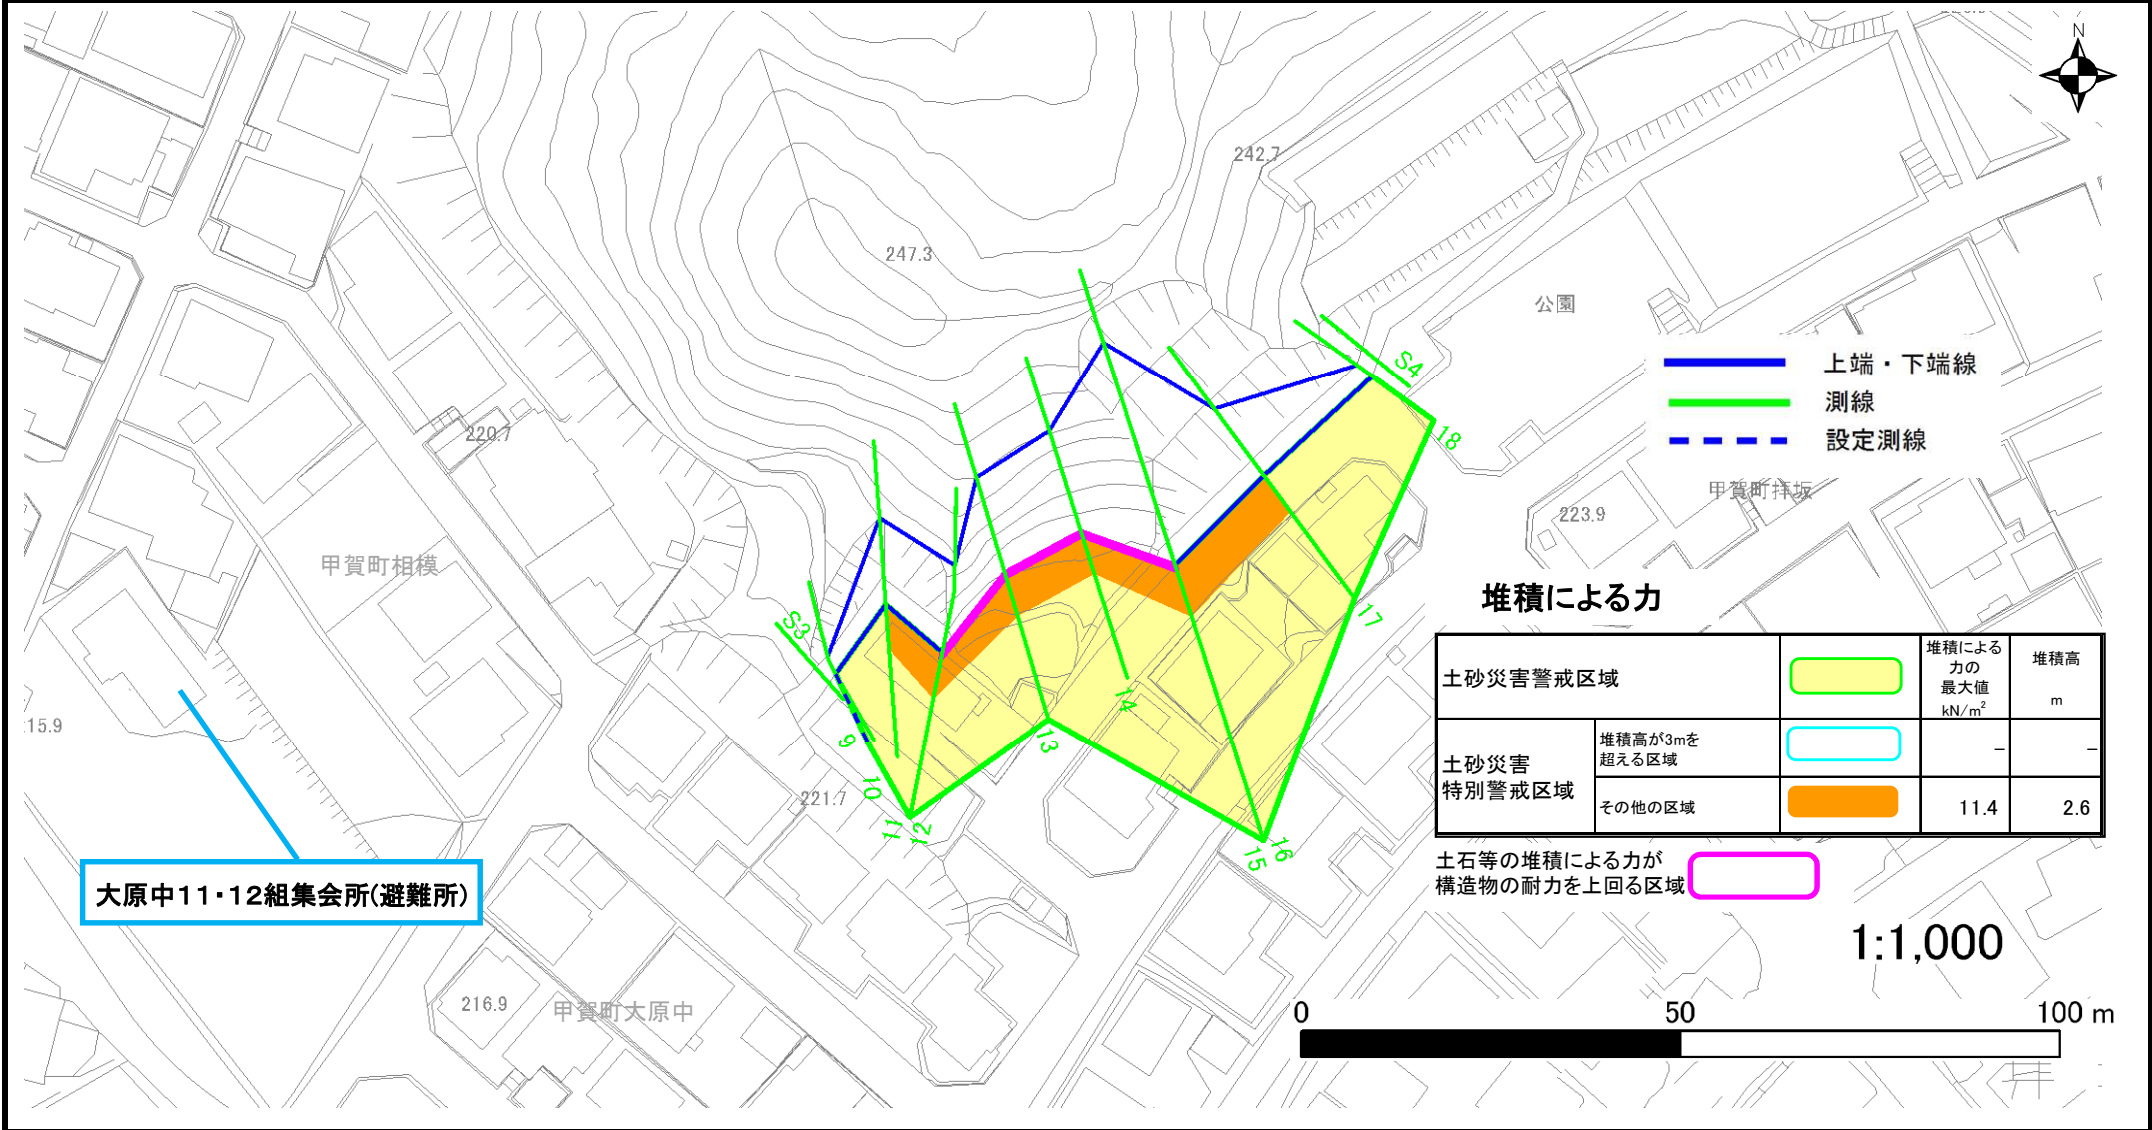 N
242.7
247.3
公園
S4
上端・下端線
測線
設定測線
18
220.7
甲賀町拝坂
223.9
甲賀町相模
堆積による力
S3
17
土砂災害警戒区域
堆積による
力の
最大値
kN/m²
堆積高
m
土砂災害
特別警戒区域
堆積高が3mを
超える区域
－
－
その他の区域
11.4
2.6
14
13
15.9
9
10
221.7
11
12
16
15
土石等の堆積による力が
構造物の耐力を上回る区域
大原中11・12組集会所(避難所)
1:1,000
216.9
甲賀町大原中
0
50
100 m